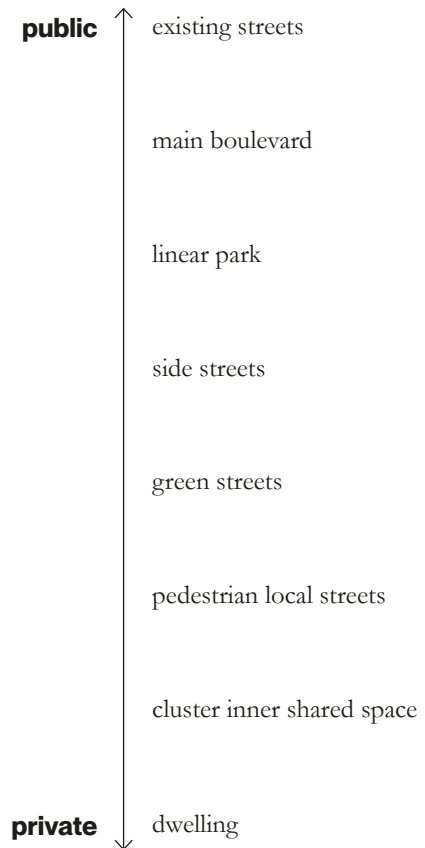 public existing streets
main boulevard
linear park
side streets
green streets
pedestrian local streets
cluster inner shared space
private dwelling